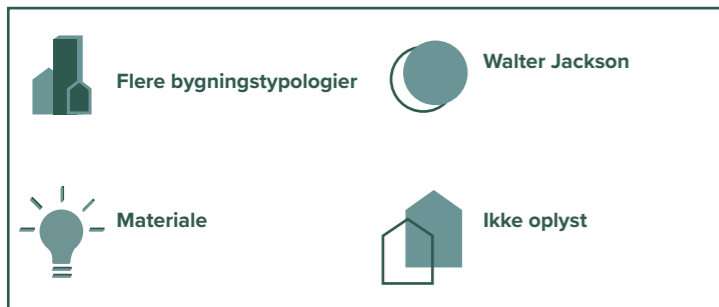 Flere bygningstypologier
Walter Jackson
Materiale
Ikke oplyst